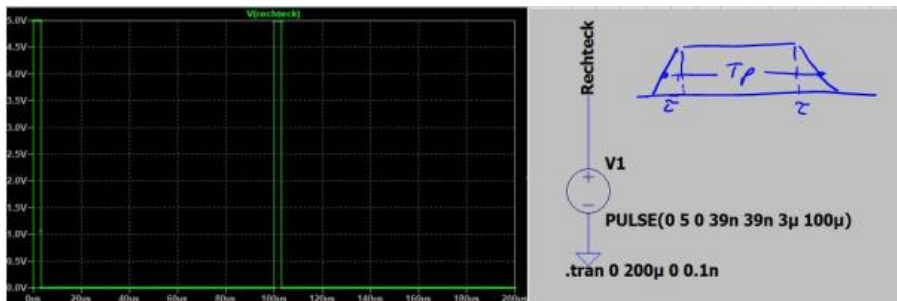 V(rechteck)
5.0V
4.5V
4.0V
3.5V
3.0V
2.5V
2.0V
1.5V
1.0V
0.5V
0.0V
0µs 20µs 40µs 60µs 80µs 100µs 120µs 140µs 160µs 180µs 200µs
Rechteck
Tp
τ τ
V1
PULSE(0 5 0 39n 39n 3µ 100µ)
.tran 0 200µ 0 0.1n